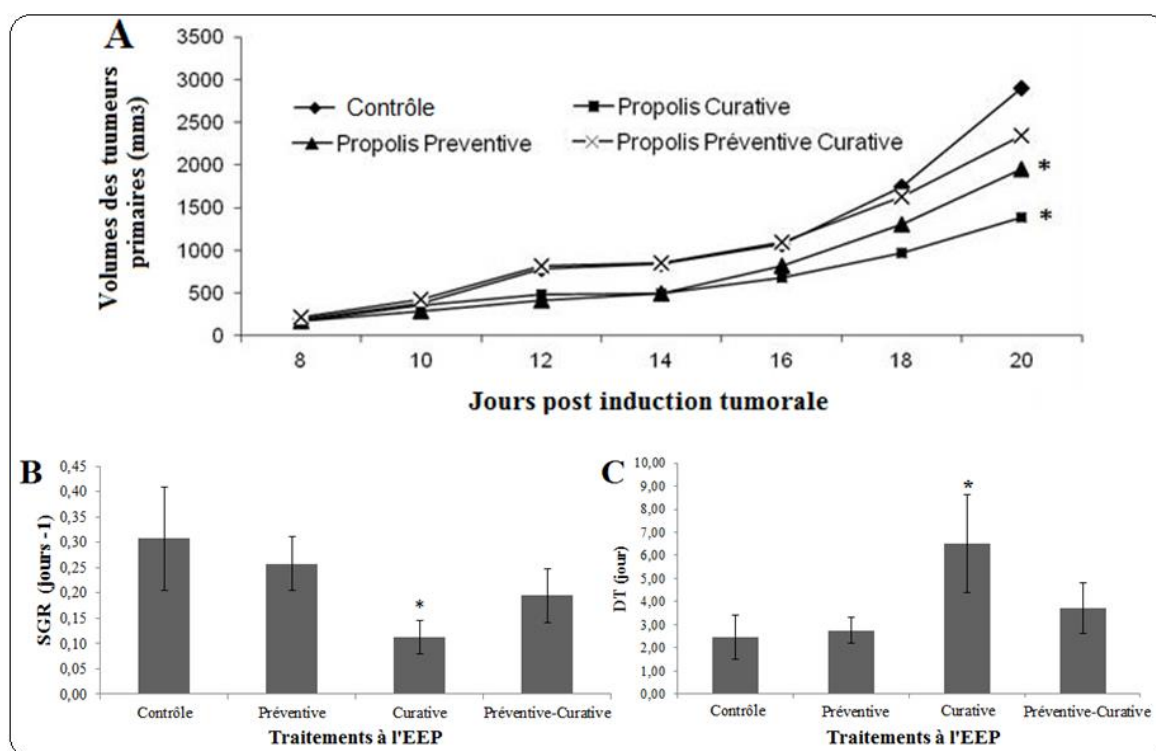 A
3500
3000
2500
2000
1500
1000
500
0
Volumes des tuumeurs
primaires (mm3)
Contrôle
Propolis Curative
Propolis Preventive
Propolis Préventive Curative
*
*
8 10 12 14 16 18 20
Jours post induction tumorale
B
0,45
0,40
0,35
0,30
0,25
0,20
0,15
0,10
0,05
0,00
SGR (jours -1)
*
Contrôle Préventive Curative Préventive-Curative
Traitements à l'EEP
C
10,00
9,00
8,00
7,00
6,00
5,00
4,00
3,00
2,00
1,00
0,00
DT (jour)
*
Contrôle Préventive Curative Préventive-Curative
Traitements à l'EEP